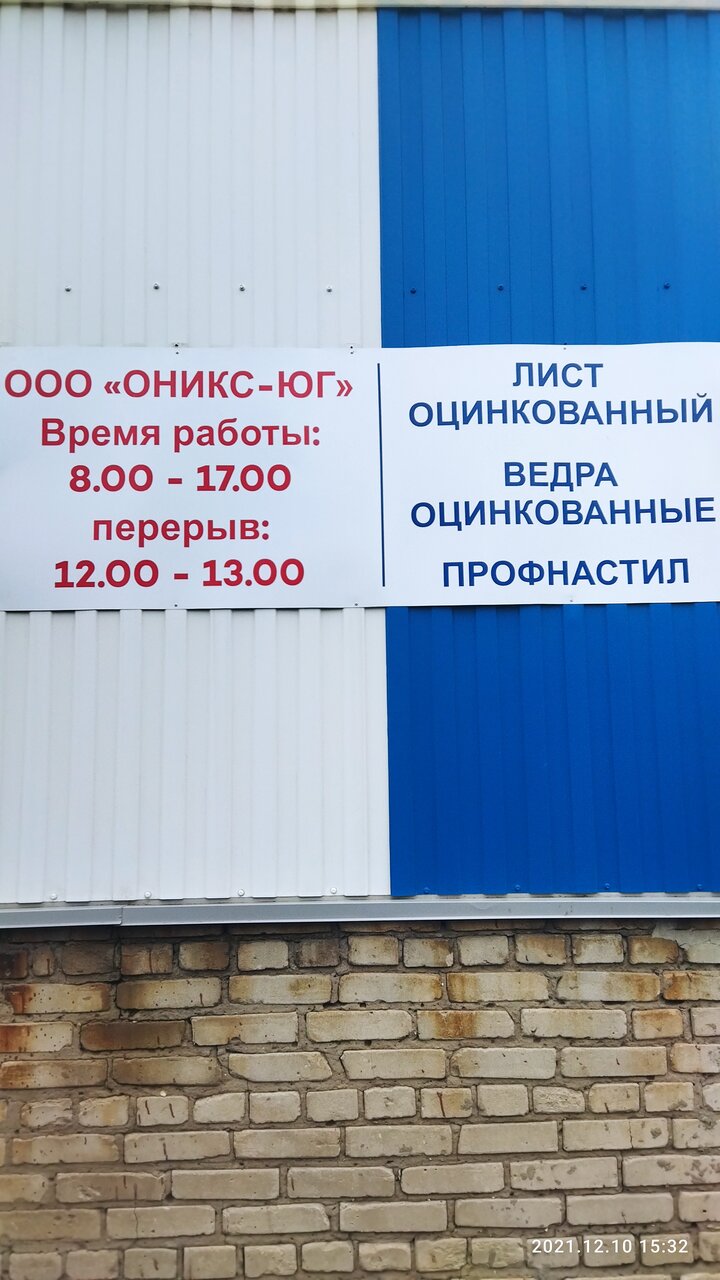 ООО «ОНИКС-ЮГ»
Время работы:
8.00 - 17.00
перерыв:
12.00 - 13.00
ЛИСТ
ОЦИНКОВАННЫЙ
ВЕДРА
ОЦИНКОВАННЫЕ
ПРОФНАСТИЛ
2021.12.10 15:32